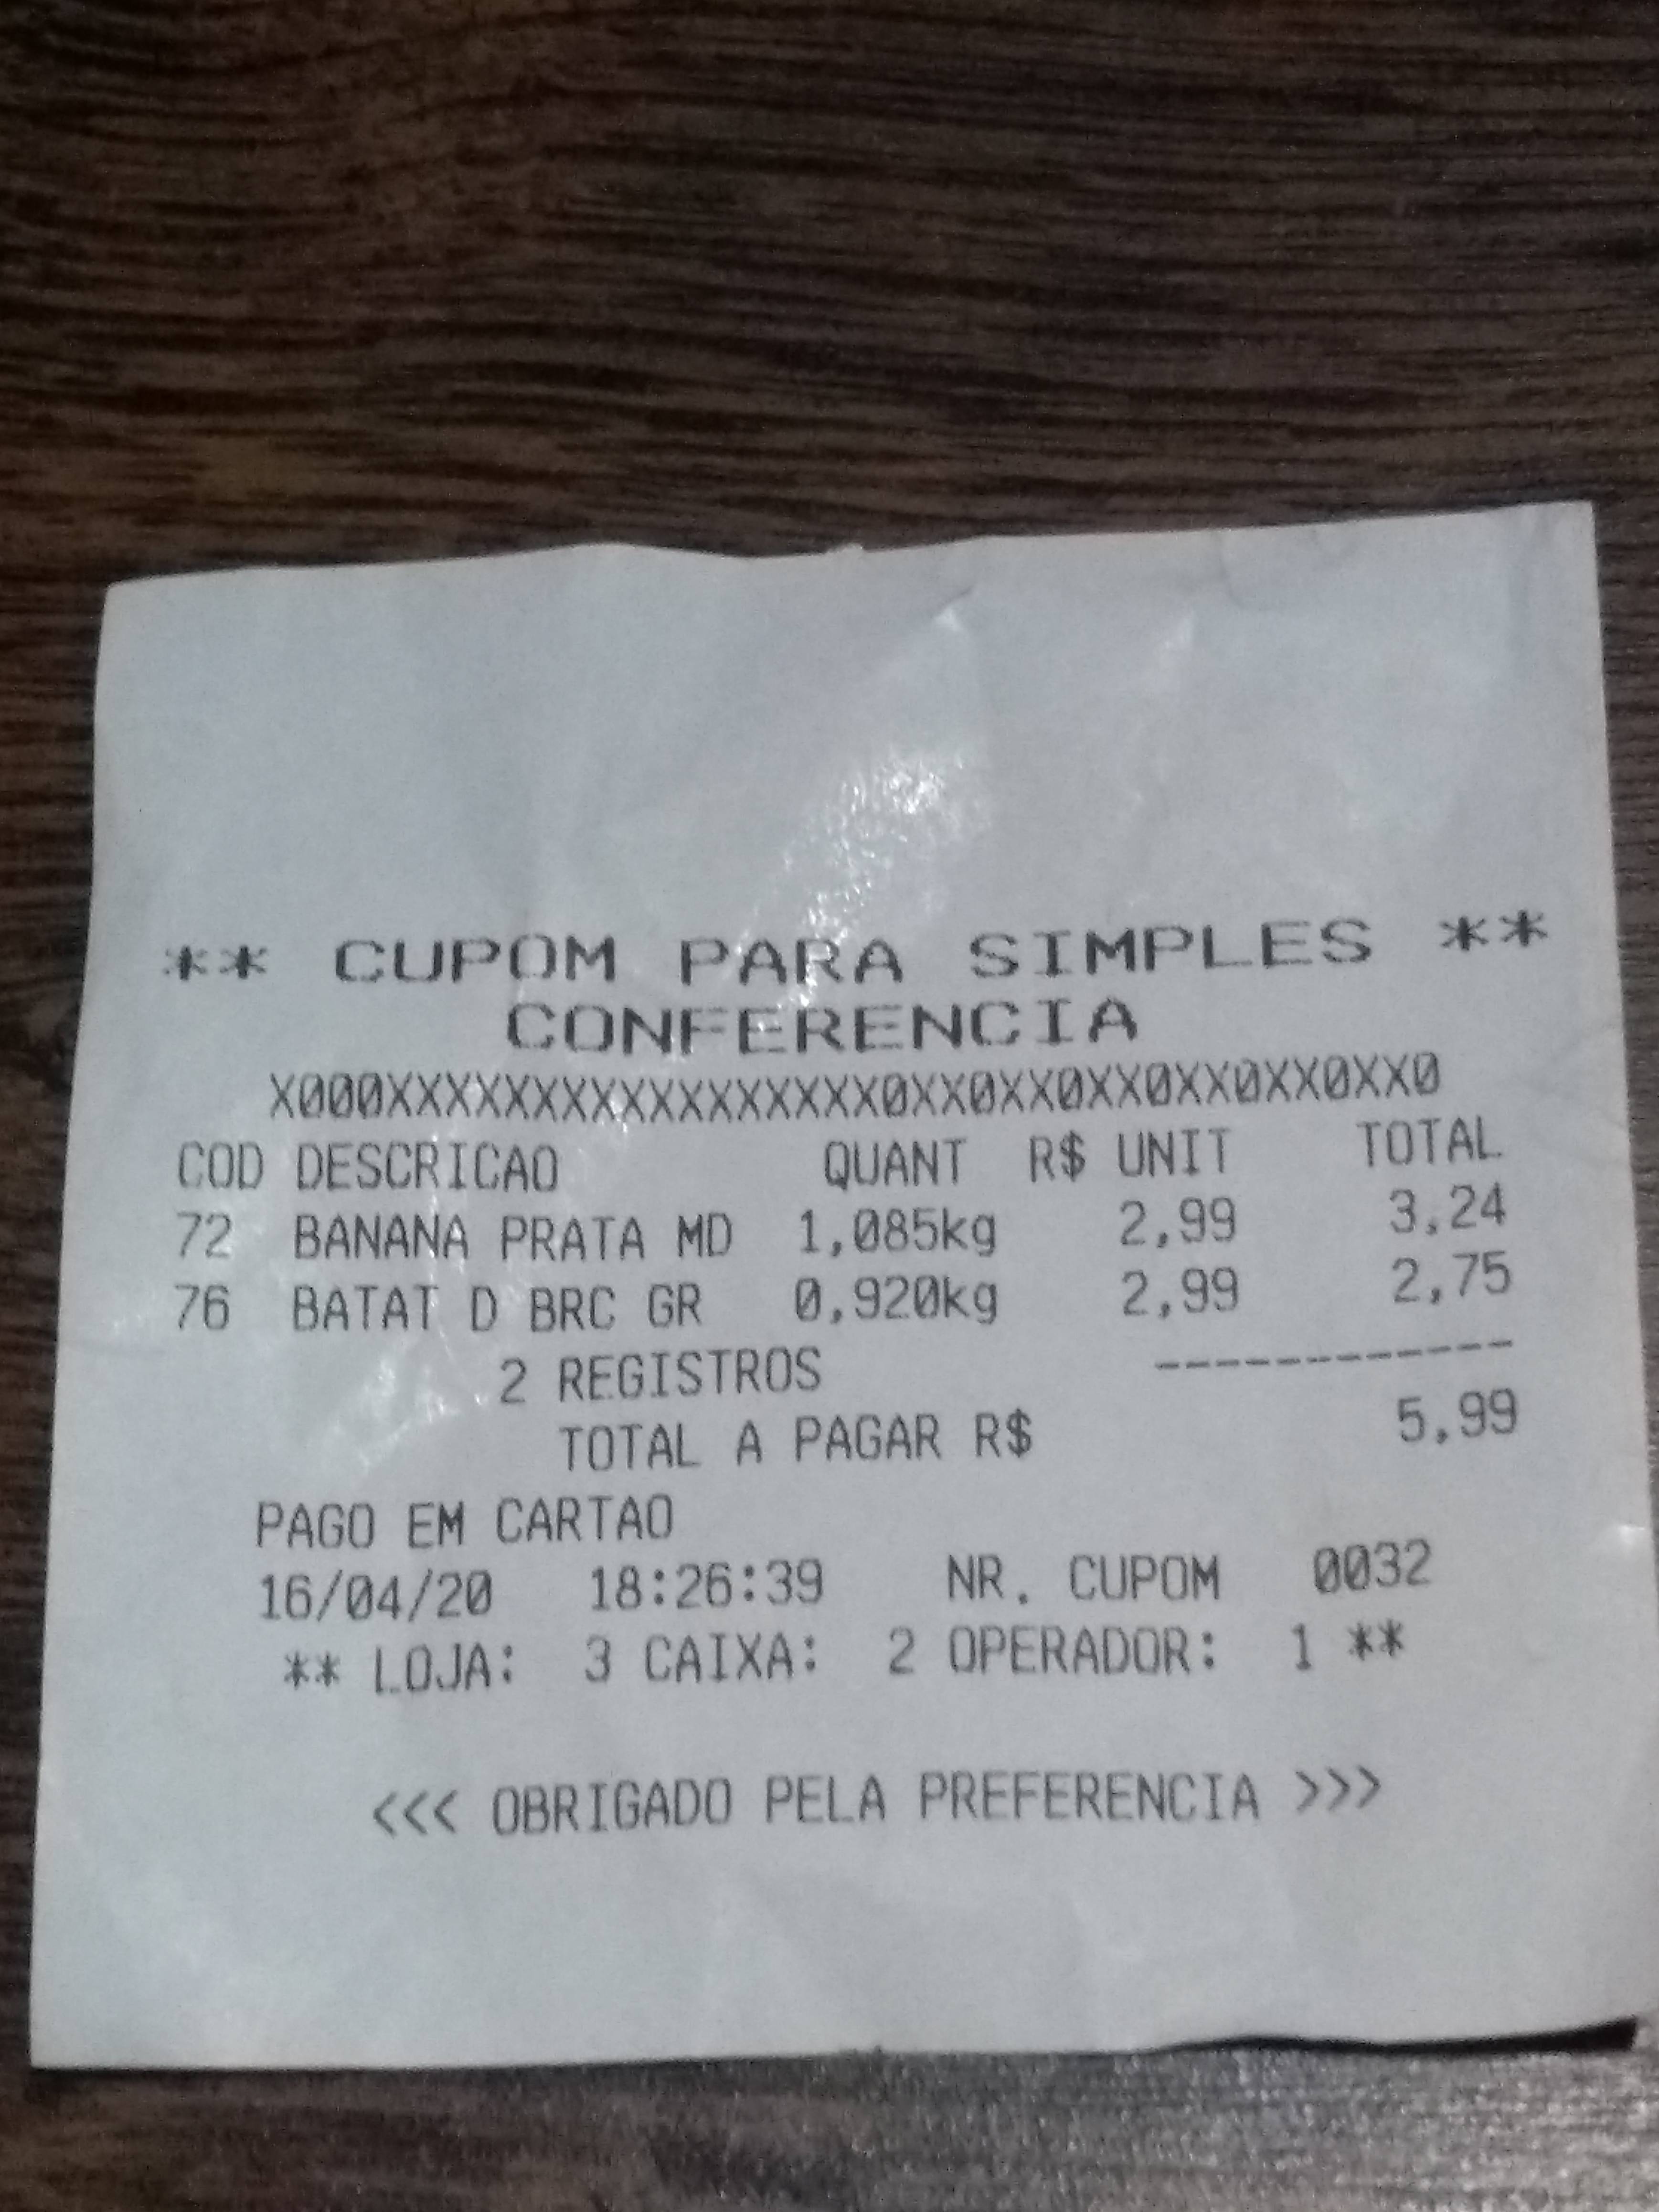 ** CUPOM PARA SIMPLES **
CONFERENCIA
X000XXXXXXXXXXXXXXXXX0XX0XX0XX0XX0XX0XX0
COD DESCRICAO QUANT R$ UNIT TOTAL
72 BANANA PRATA MD 1,085kg 2,99 3,24
76 BATAT D BRC GR 0,920kg 2,99 2,75
2 REGISTROS ------------
TOTAL A PAGAR R$ 5,99
PAGO EM CARTAO
16/04/20 18:26:39 NR. CUPOM 0032
** LOJA: 3 CAIXA: 2 OPERADOR: 1 **
<<< OBRIGADO PELA PREFERENCIA >>>